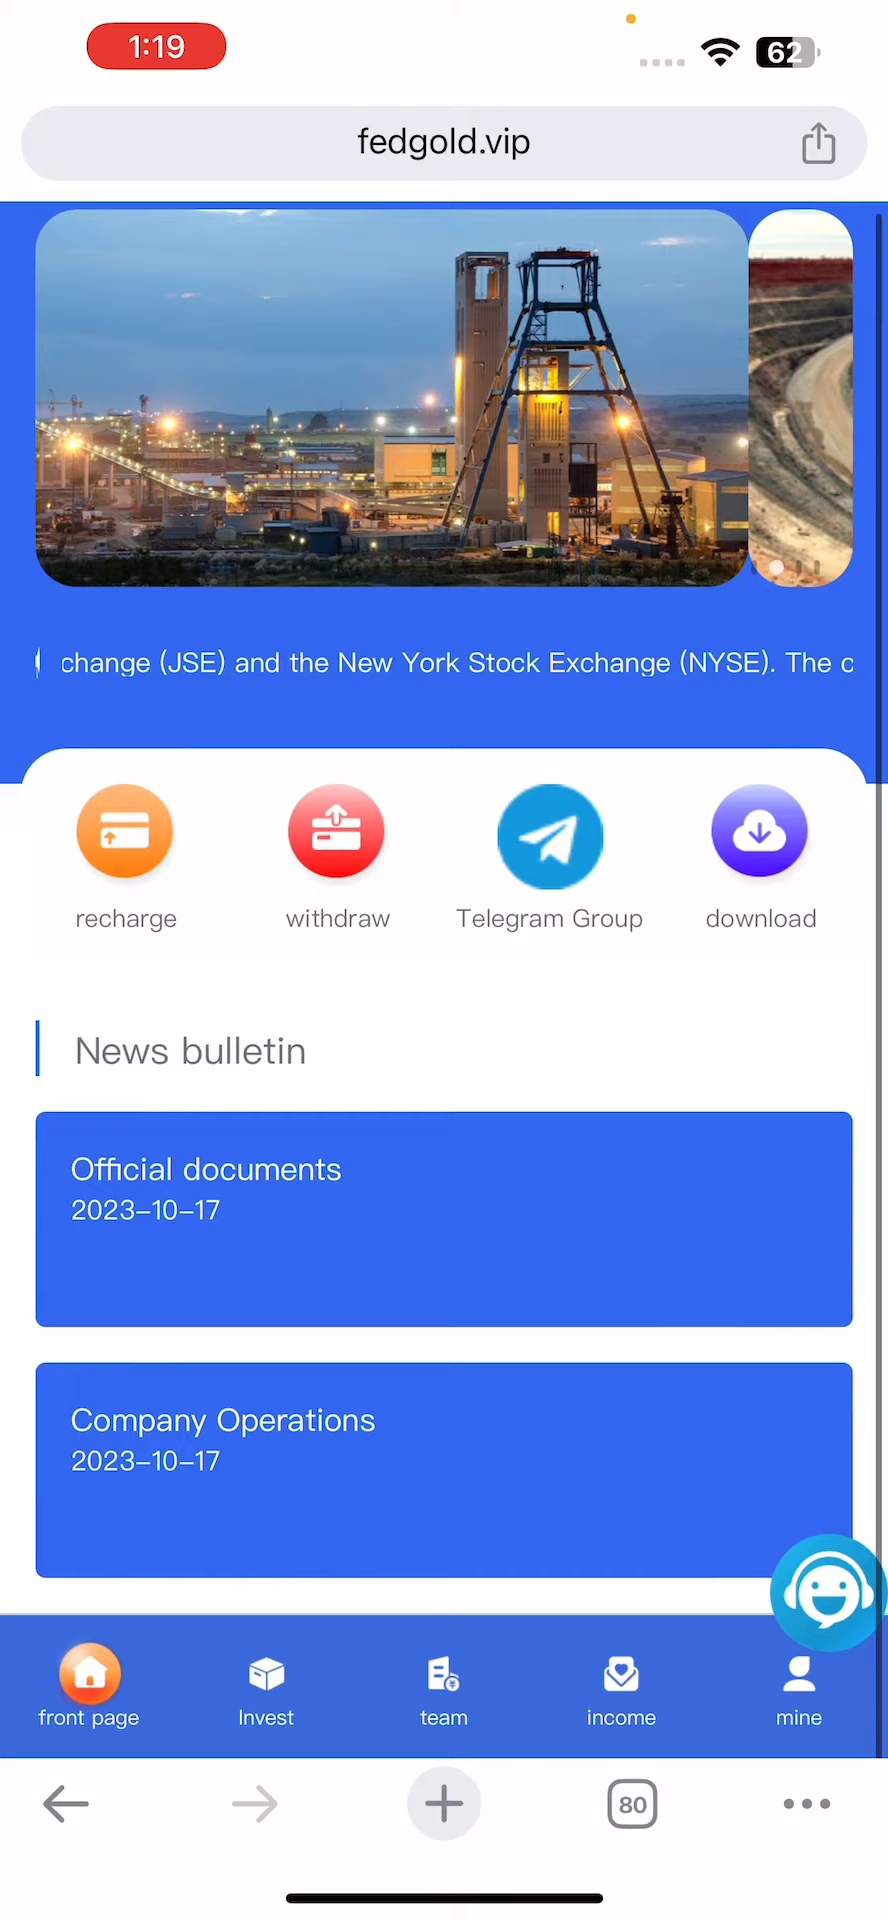 1:19
62
fedgold.vip
change (JSE) and the New York Stock Exchange (NYSE). The c
recharge
withdraw
Telegram Group
download
News bulletin
Official documents
2023-10-17
Company Operations
2023-10-17
front page
Invest
team
income
mine
80